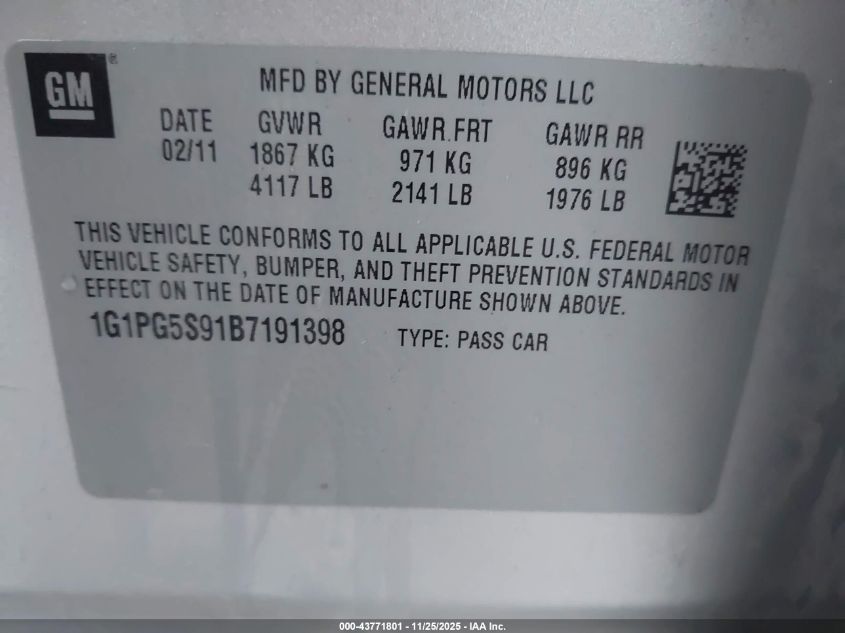 GM ®
MFD BY GENERAL MOTORS LLC
DATE GVWR GAWR FRT GAWR RR
02/11 1867 KG 971 KG 896 KG
4117 LB 2141 LB 1976 LB
THIS VEHICLE CONFORMS TO ALL APPLICABLE U.S. FEDERAL MOTOR
VEHICLE SAFETY, BUMPER, AND THEFT PREVENTION STANDARDS IN
EFFECT ON THE DATE OF MANUFACTURE SHOWN ABOVE.
1G1PG5S91B7191398 TYPE: PASS CAR
000-43771801 - 11/25/2025 - IAA Inc.